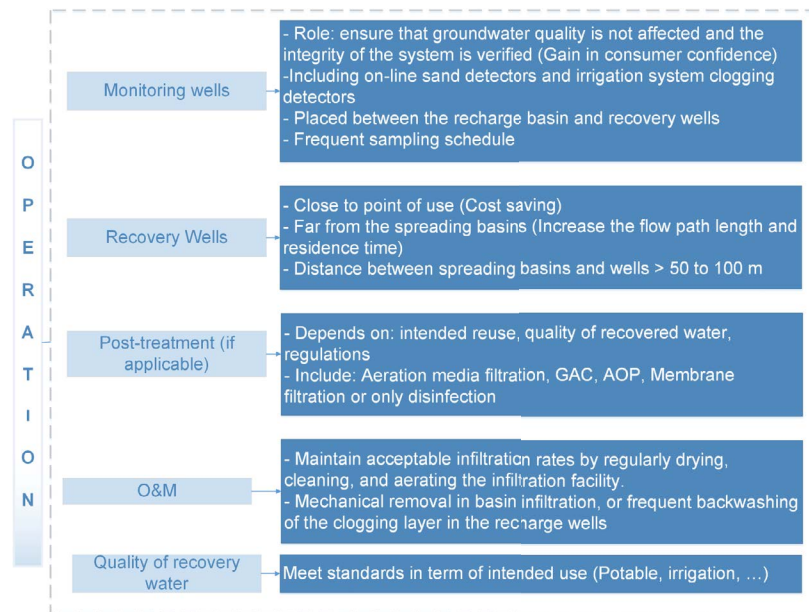 OPERATION
Monitoring wells
- Role: ensure that groundwater quality is not affected and the
integrity of the system is verified (Gain in consumer confidence)
-Including on-line sand detectors and irrigation system clogging
detectors
- Placed between the recharge basin and recovery wells
- Frequent sampling schedule
Recovery Wells
- Close to point of use (Cost saving)
- Far from the spreading basins (Increase the flow path length and
residence time)
- Distance between spreading basins and wells > 50 to 100 m
Post-treatment (if
applicable)
- Depends on: intended reuse, quality of recovered water,
regulations
- Include: Aeration media filtration, GAC, AOP, Membrane
filtration or only disinfection
O&M
- Maintain acceptable infiltration rates by regularly drying,
cleaning, and aerating the infiltration facility.
- Mechanical removal in basin infiltration, or frequent backwashing
of the clogging layer in the recharge wells
Quality of recovery
water
Meet standards in term of intended use (Potable, irrigation, …)